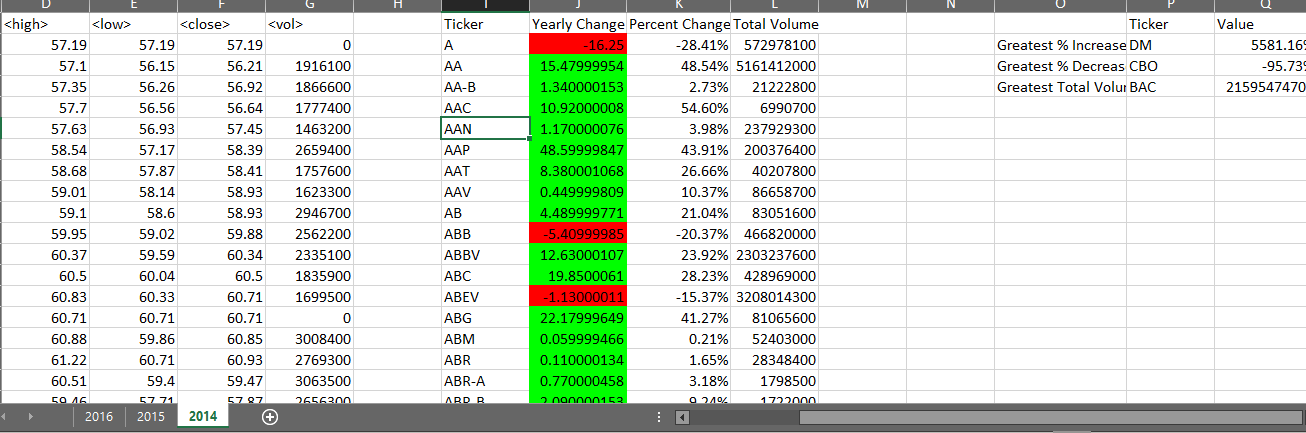 D E F G H I J K L M N O P Q
<high> <low> <close> <vol> Ticker Yearly Change Percent Change Total Volume Ticker Value
57.19 57.19 57.19 0 A -16.25 -28.41% 572978100 Greatest % Increase DM 5581.16%
57.1 56.15 56.21 1916100 AA 15.47999954 48.54% 5161412000 Greatest % Decreas CBO -95.73%
57.35 56.26 56.92 1866600 AA-B 1.340000153 2.73% 21222800 Greatest Total Volu BAC 2159547470
57.7 56.56 56.64 1777400 AAC 10.92000008 54.60% 6990700
57.63 56.93 57.45 1463200 AAN 1.170000076 3.98% 237929300
58.54 57.17 58.39 2659400 AAP 48.59999847 43.91% 200376400
58.68 57.87 58.41 1757600 AAT 8.380001068 26.66% 40207800
59.01 58.14 58.93 1623300 AAV 0.449999809 10.37% 86658700
59.1 58.6 58.93 2946700 AB 4.489999771 21.04% 83051600
59.95 59.02 59.88 2562200 ABB -5.40999985 -20.37% 466820000
60.37 59.59 60.34 2335100 ABBV 12.63000107 23.92% 2303237600
60.5 60.04 60.5 1835900 ABC 19.8500061 28.23% 428969000
60.83 60.33 60.71 1699500 ABEV -1.13000011 -15.37% 3208014300
60.71 60.71 60.71 0 ABG 22.17999649 41.27% 81065600
60.88 59.86 60.85 3008400 ABM 0.059999466 0.21% 52403000
61.22 60.71 60.93 2769300 ABR 0.110000134 1.65% 28348400
60.51 59.4 59.47 3063500 ABR-A 0.770000458 3.18% 1798500
59.46 57.71 57.87 2656300 ABR-B 2.090000153 9.24% 1722000
2016 2015 2014